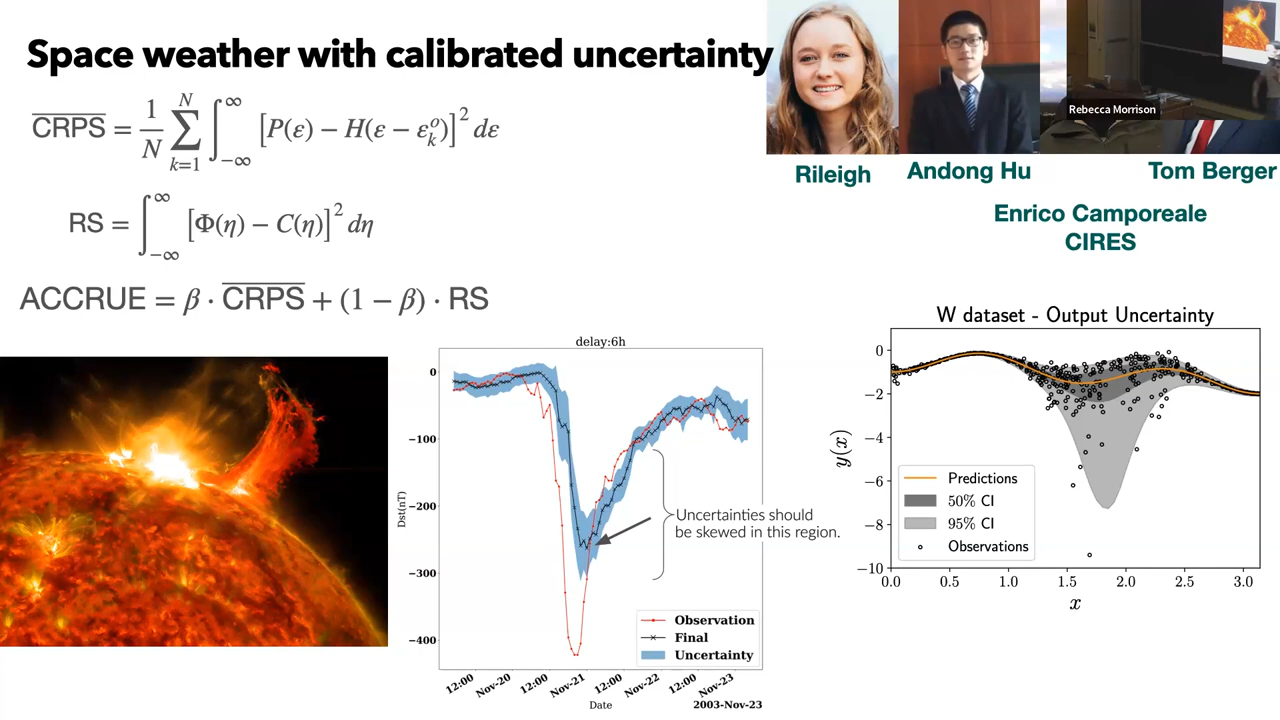 Space weather with calibrated uncertainty
CRPS = 1/N ∑_{k=1}^{N} ∫_{-∞}^{∞} [P(ε) − H(ε − ε_k^o)]² dε
RS = ∫_{-∞}^{∞} [Φ(η) − C(η)]² dη
ACCRUE = β · CRPS + (1 − β) · RS
Rebecca Morrison
Rileigh
Andong Hu
Tom Berger
Enrico Camporeale
CIRES
delay:6h
0
-100
-200
-300
-400
Dst(nT)
Uncertainties should
be skewed in this region.
Observation
Final
Uncertainty
12:00
Nov-20
12:00
Nov-21
12:00
Nov-22
12:00
Nov-23
Date
2003-Nov-23
W dataset - Output Uncertainty
0
−2
−4
−6
−8
−10
y(x)
Predictions
50% CI
95% CI
Observations
0.0 0.5 1.0 1.5 2.0 2.5 3.0
x